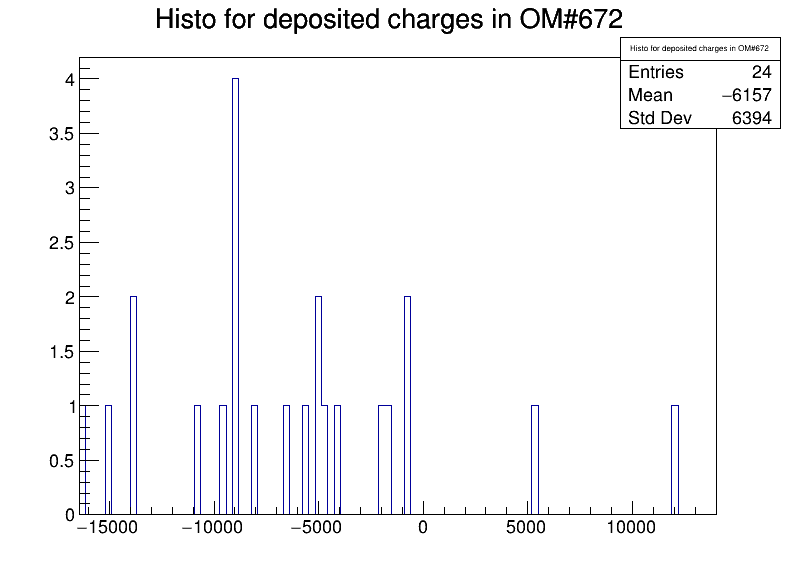 Histo for deposited charges in OM#672
Histo for deposited charges in OM#672
Entries 24
Mean −6157
Std Dev 6394
4
3.5
3
2.5
2
1.5
1
0.5
0
−15000 −10000 −5000 0 5000 10000